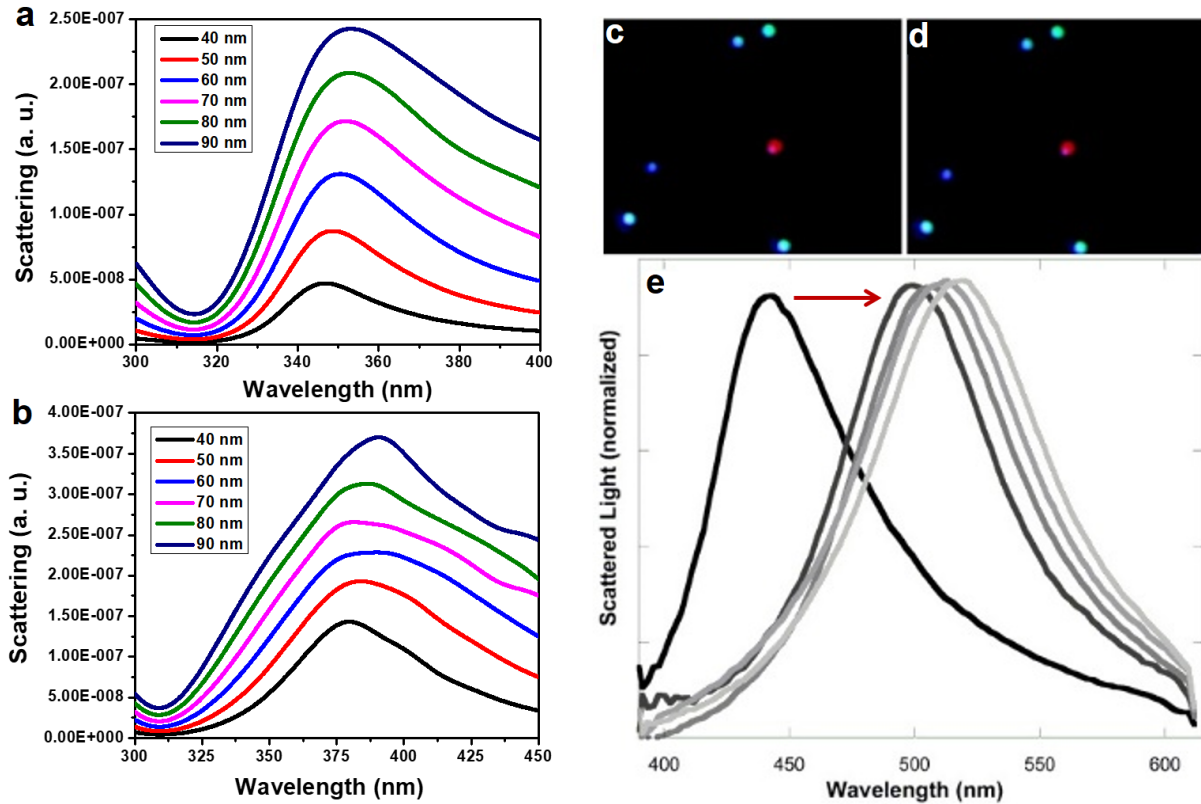 a
Scattering (a. u.)
2.50E-007
2.00E-007
1.50E-007
1.00E-007
5.00E-008
0.00E+000
40 nm
50 nm
60 nm
70 nm
80 nm
90 nm
300 320 340 360 380 400
Wavelength (nm)
b
Scattering (a. u.)
4.00E-007
3.50E-007
3.00E-007
2.50E-007
2.00E-007
1.50E-007
1.00E-007
5.00E-008
0.00E+000
40 nm
50 nm
60 nm
70 nm
80 nm
90 nm
300 325 350 375 400 425 450
Wavelength (nm)
c
d
e
Scattered Light (normalized)
400 450 500 550 600
Wavelength (nm)